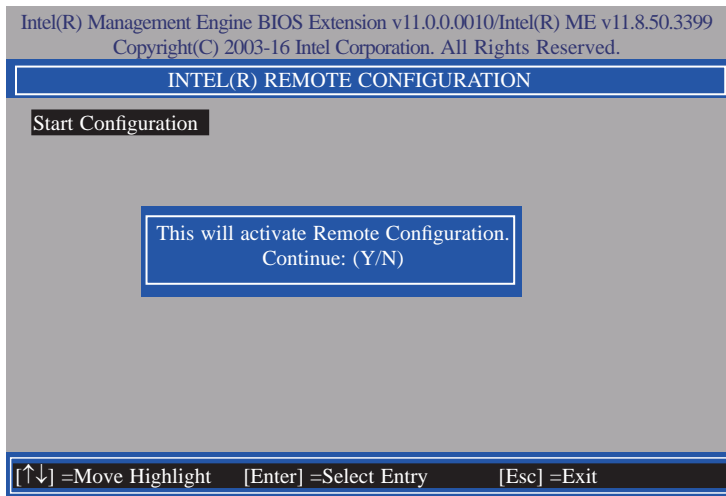 Intel(R) Management Engine BIOS Extension v11.0.0.0010/Intel(R) ME v11.8.50.3399
Copyright(C) 2003-16 Intel Corporation. All Rights Reserved.
INTEL(R) REMOTE CONFIGURATION
Start Configuration
This will activate Remote Configuration.
Continue: (Y/N)
[↑↓] =Move Highlight [Enter] =Select Entry [Esc] =Exit